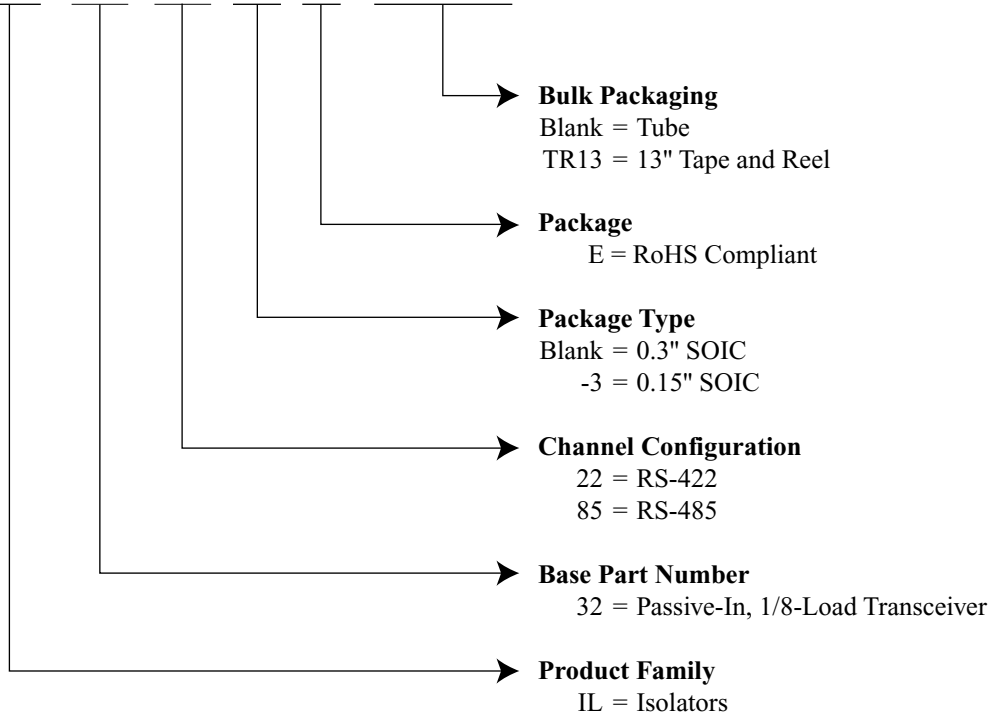 Bulk Packaging
Blank = Tube
TR13 = 13" Tape and Reel
Package
E = RoHS Compliant
Package Type
Blank = 0.3" SOIC
-3 = 0.15" SOIC
Channel Configuration
22 = RS-422
85 = RS-485
Base Part Number
32 = Passive-In, 1/8-Load Transceiver
Product Family
IL = Isolators